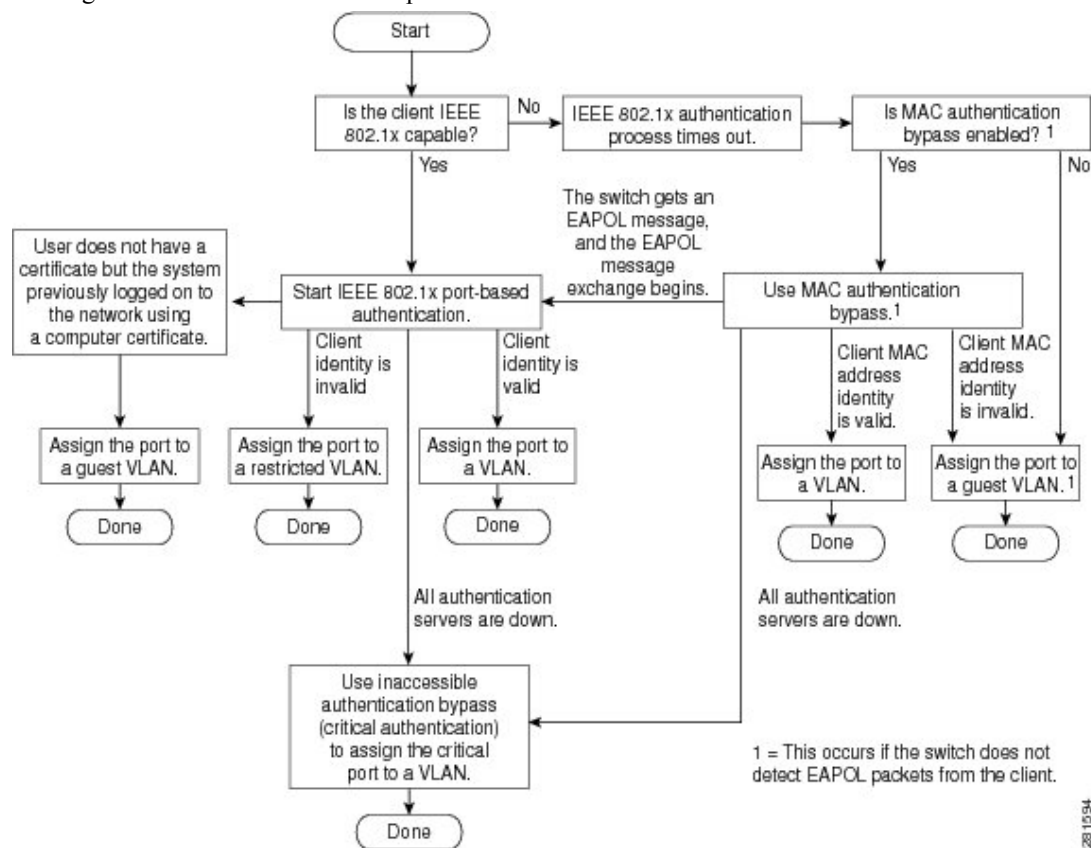 Start
Is the client IEEE
802.1x capable?
No
IEEE 802.1x authentication
process times out.
Is MAC authentication
bypass enabled? 1
Yes
Yes
No
The switch gets an
EAPOL message,
and the EAPOL
message
exchange begins.
User does not have a
certificate but the system
previously logged on to
the network using
a computer certificate.
Start IEEE 802.1x port-based
authentication.
Use MAC authentication
bypass.1
Client
identity is
invalid
Client
identity is
valid
Client MAC
address
identity
is valid.
Client MAC
address
identity
is invalid.
Assign the port to
a guest VLAN.
Assign the port to
a restricted VLAN.
Assign the port to
a VLAN.
Assign the port to
a VLAN.
Assign the port to
a guest VLAN.1
Done
Done
Done
Done
Done
All authentication
servers are down.
All authentication
servers are down.
Use inaccessible
authentication bypass
(critical authentication)
to assign the critical
port to a VLAN.
1 = This occurs if the switch does not
detect EAPOL packets from the client.
Done
281594